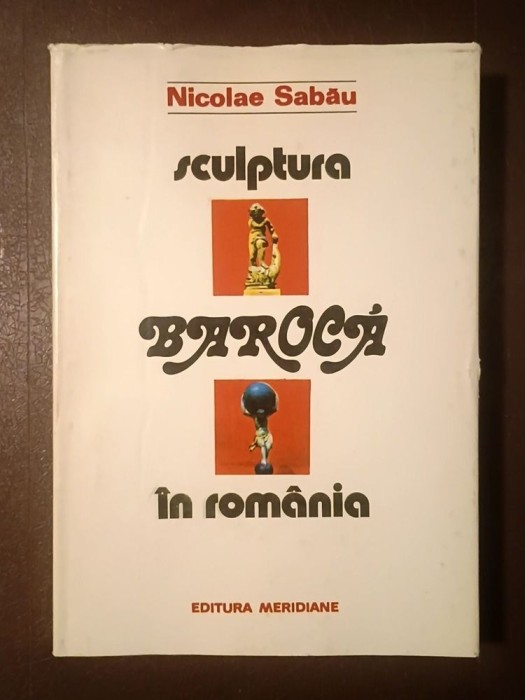 Nicolae Sabău
sculptura
BAROCĂ
în românia
EDITURA MERIDIANE